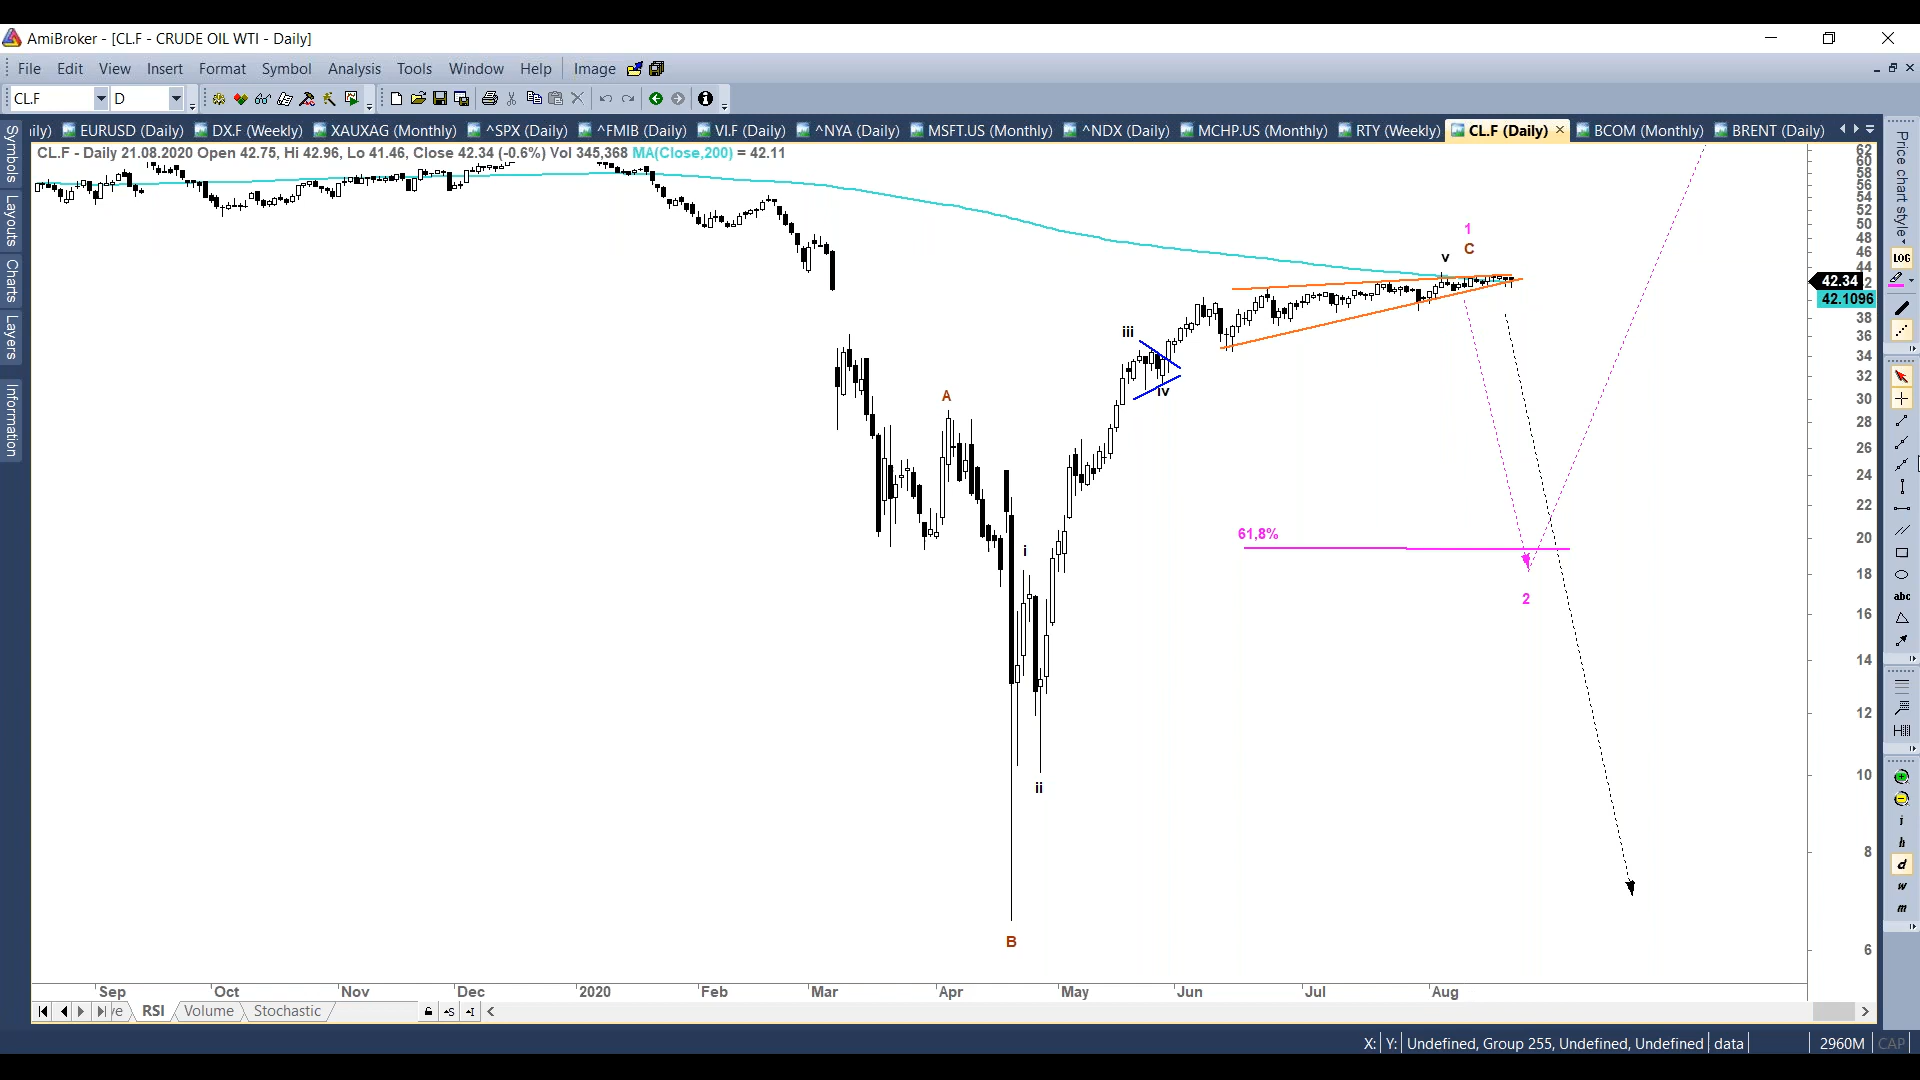 AmiBroker - [CL.F - CRUDE OIL WTI - Daily]
File Edit View Insert Format Symbol Analysis Tools Window Help Image
CL.F D
ily) EURUSD (Daily) DX.F (Weekly) XAUXAG (Monthly) ^SPX (Daily) ^FMIB (Daily) VI.F (Daily) ^NYA (Daily) MSFT.US (Monthly) ^NDX (Daily) MCHP.US (Monthly) RTY (Weekly) CL.F (Daily) BCOM (Monthly) BRENT (Daily)
CL.F - Daily 21.08.2020 Open 42.75, Hi 42.96, Lo 41.46, Close 42.34 (-0.6%) Vol 345,368 MA(Close,200) = 42.11
Symbols
Layouts
Charts
Layers
Information
Price chart style
LOG
abc
i
h
d
w
m
1
C
v
iii
iv
A
i
ii
B
61,8%
2
62
60
58
56
54
52
50
48
46
44
2
42.34
42.1096
38
36
34
32
30
28
26
24
22
20
18
16
14
12
10
8
6
Sep Oct Nov Dec 2020 Feb Mar Apr May Jun Jul Aug
ve RSI Volume Stochastic
X: Y: Undefined, Group 255, Undefined, Undefined data 2960M CAP